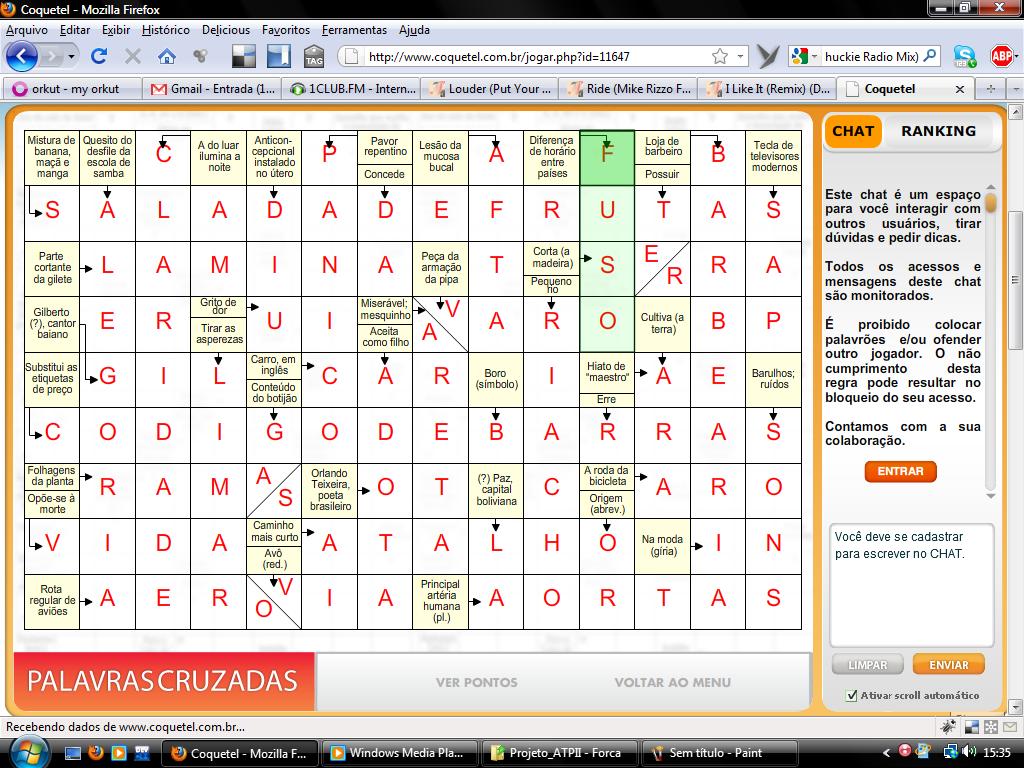 Coquetel - Mozilla Firefox
Arquivo Editar Exibir Histórico Delicious Favoritos Ferramentas Ajuda
TAG http://www.coquetel.com.br/jogar.php?id=11647 huckie Radio Mix) ABP
orkut - my orkut Gmail - Entrada (1... 1CLUB.FM - Intern... Louder (Put Your ... Ride (Mike Rizzo F... I Like It (Remix) (D... Coquetel
Mistura de banana, maçã e manga
Quesito do desfile da escola de samba
C
A do luar ilumina a noite
Anticon-cepcional instalado no útero
P
Pavor repentino
Concede
Lesão da mucosa bucal
A
Diferença de horário entre países
F
Loja de barbeiro
Possuir
B
Tecla de televisores modernos
S A L A D A D E F R U T A S
Parte cortante da gilete
L A M I N A
Peça da armação da pipa
T
Corta (a madeira)
Pequeno rio
S E R R A
Gilberto (?), cantor baiano
E R
Grito de dor
Tirar as asperezas
U I
Miserável; mesquinho
Aceita como filho
V A A R O
Cultiva (a terra)
B P
Substitui as etiquetas de preço
G I L
Carro, em inglês
Conteúdo do botijão
C A R
Boro (símbolo)
I
Hiato de "maestro"
Erre
A E
Barulhos; ruídos
C O D I G O D E B A R R A S
Folhagens da planta
Opõe-se à morte
R A M A S
Orlando Teixeira, poeta brasileiro
O T
(?) Paz, capital boliviana
C
A roda da bicicleta
Origem (abrev.)
A R O
V I D A
Caminho mais curto
Avô (red.)
A T A L H O
Na moda (gíria)
I N
Rota regular de aviões
A E R O V I A
Principal artéria humana (pl.)
A O R T A S
PALAVRAS CRUZADAS VER PONTOS VOLTAR AO MENU
CHAT RANKING
Este chat é um espaço
para você interagir com
outros usuários, tirar
dúvidas e pedir dicas.
Todos os acessos e
mensagens deste chat
são monitorados.
É proibido colocar
palavrões e/ou ofender
outro jogador. O não
cumprimento desta
regra pode resultar no
bloqueio do seu acesso.
Contamos com a sua
colaboração.
ENTRAR
Você deve se cadastrar
para escrever no CHAT.
LIMPAR ENVIAR
Ativar scroll automático
Recebendo dados de www.coquetel.com.br...
Coquetel - Mozilla F... Windows Media Pla... Projeto_ATPII - Forca Sem título - Paint 15:35